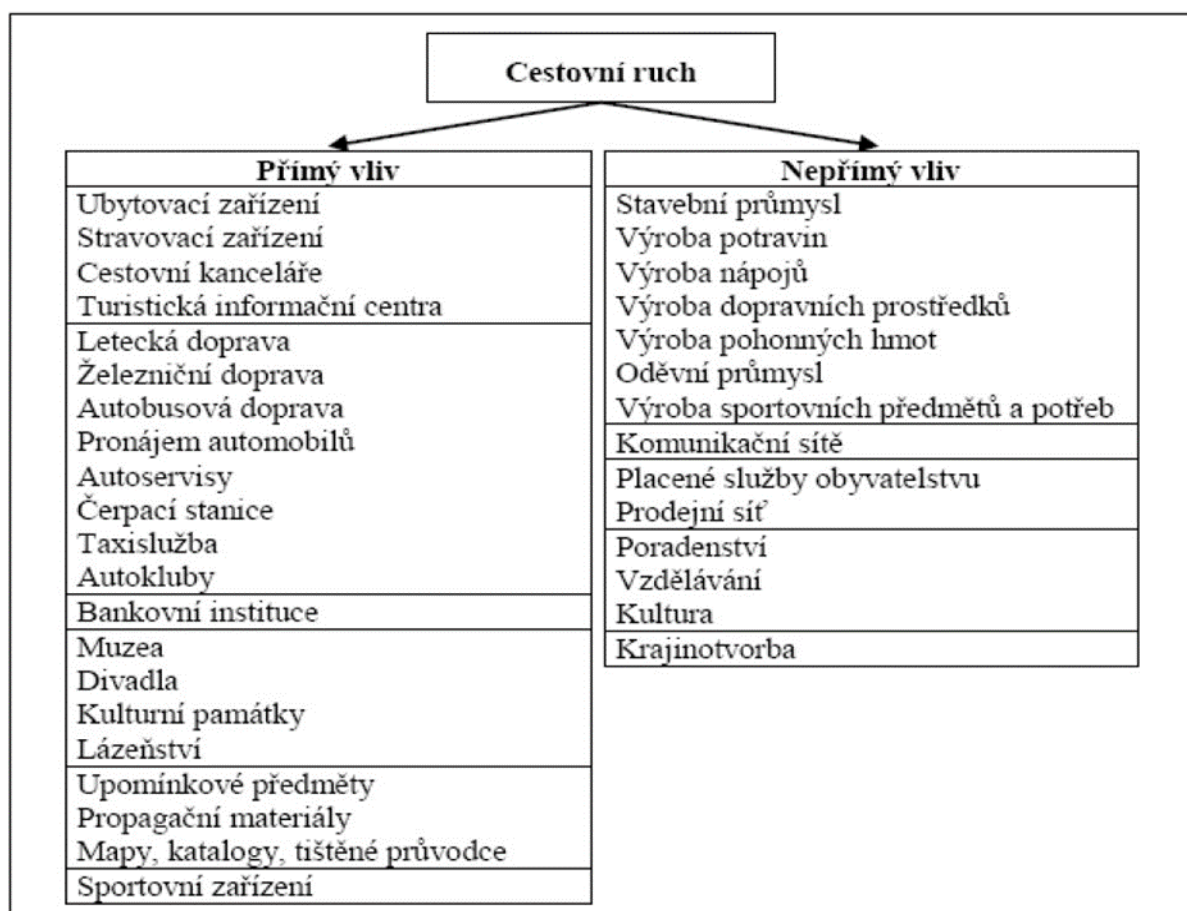 Cestovní ruch
Přímý vliv
Ubytovací zařízení
Stravovací zařízení
Cestovní kanceláře
Turistická informační centra
Letecká doprava
Železniční doprava
Autobusová doprava
Pronájem automobilů
Autoservisy
Čerpací stanice
Taxislužba
Autokluby
Bankovní instituce
Muzea
Divadla
Kulturní památky
Lázeňství
Upomínkové předměty
Propagační materiály
Mapy, katalogy, tištěné průvodce
Sportovní zařízení
Nepřímý vliv
Stavební průmysl
Výroba potravin
Výroba nápojů
Výroba dopravních prostředků
Výroba pohonných hmot
Oděvní průmysl
Výroba sportovních předmětů a potřeb
Komunikační sítě
Placené služby obyvatelstvu
Prodejní síť
Poradenství
Vzdělávání
Kultura
Krajinotvorba